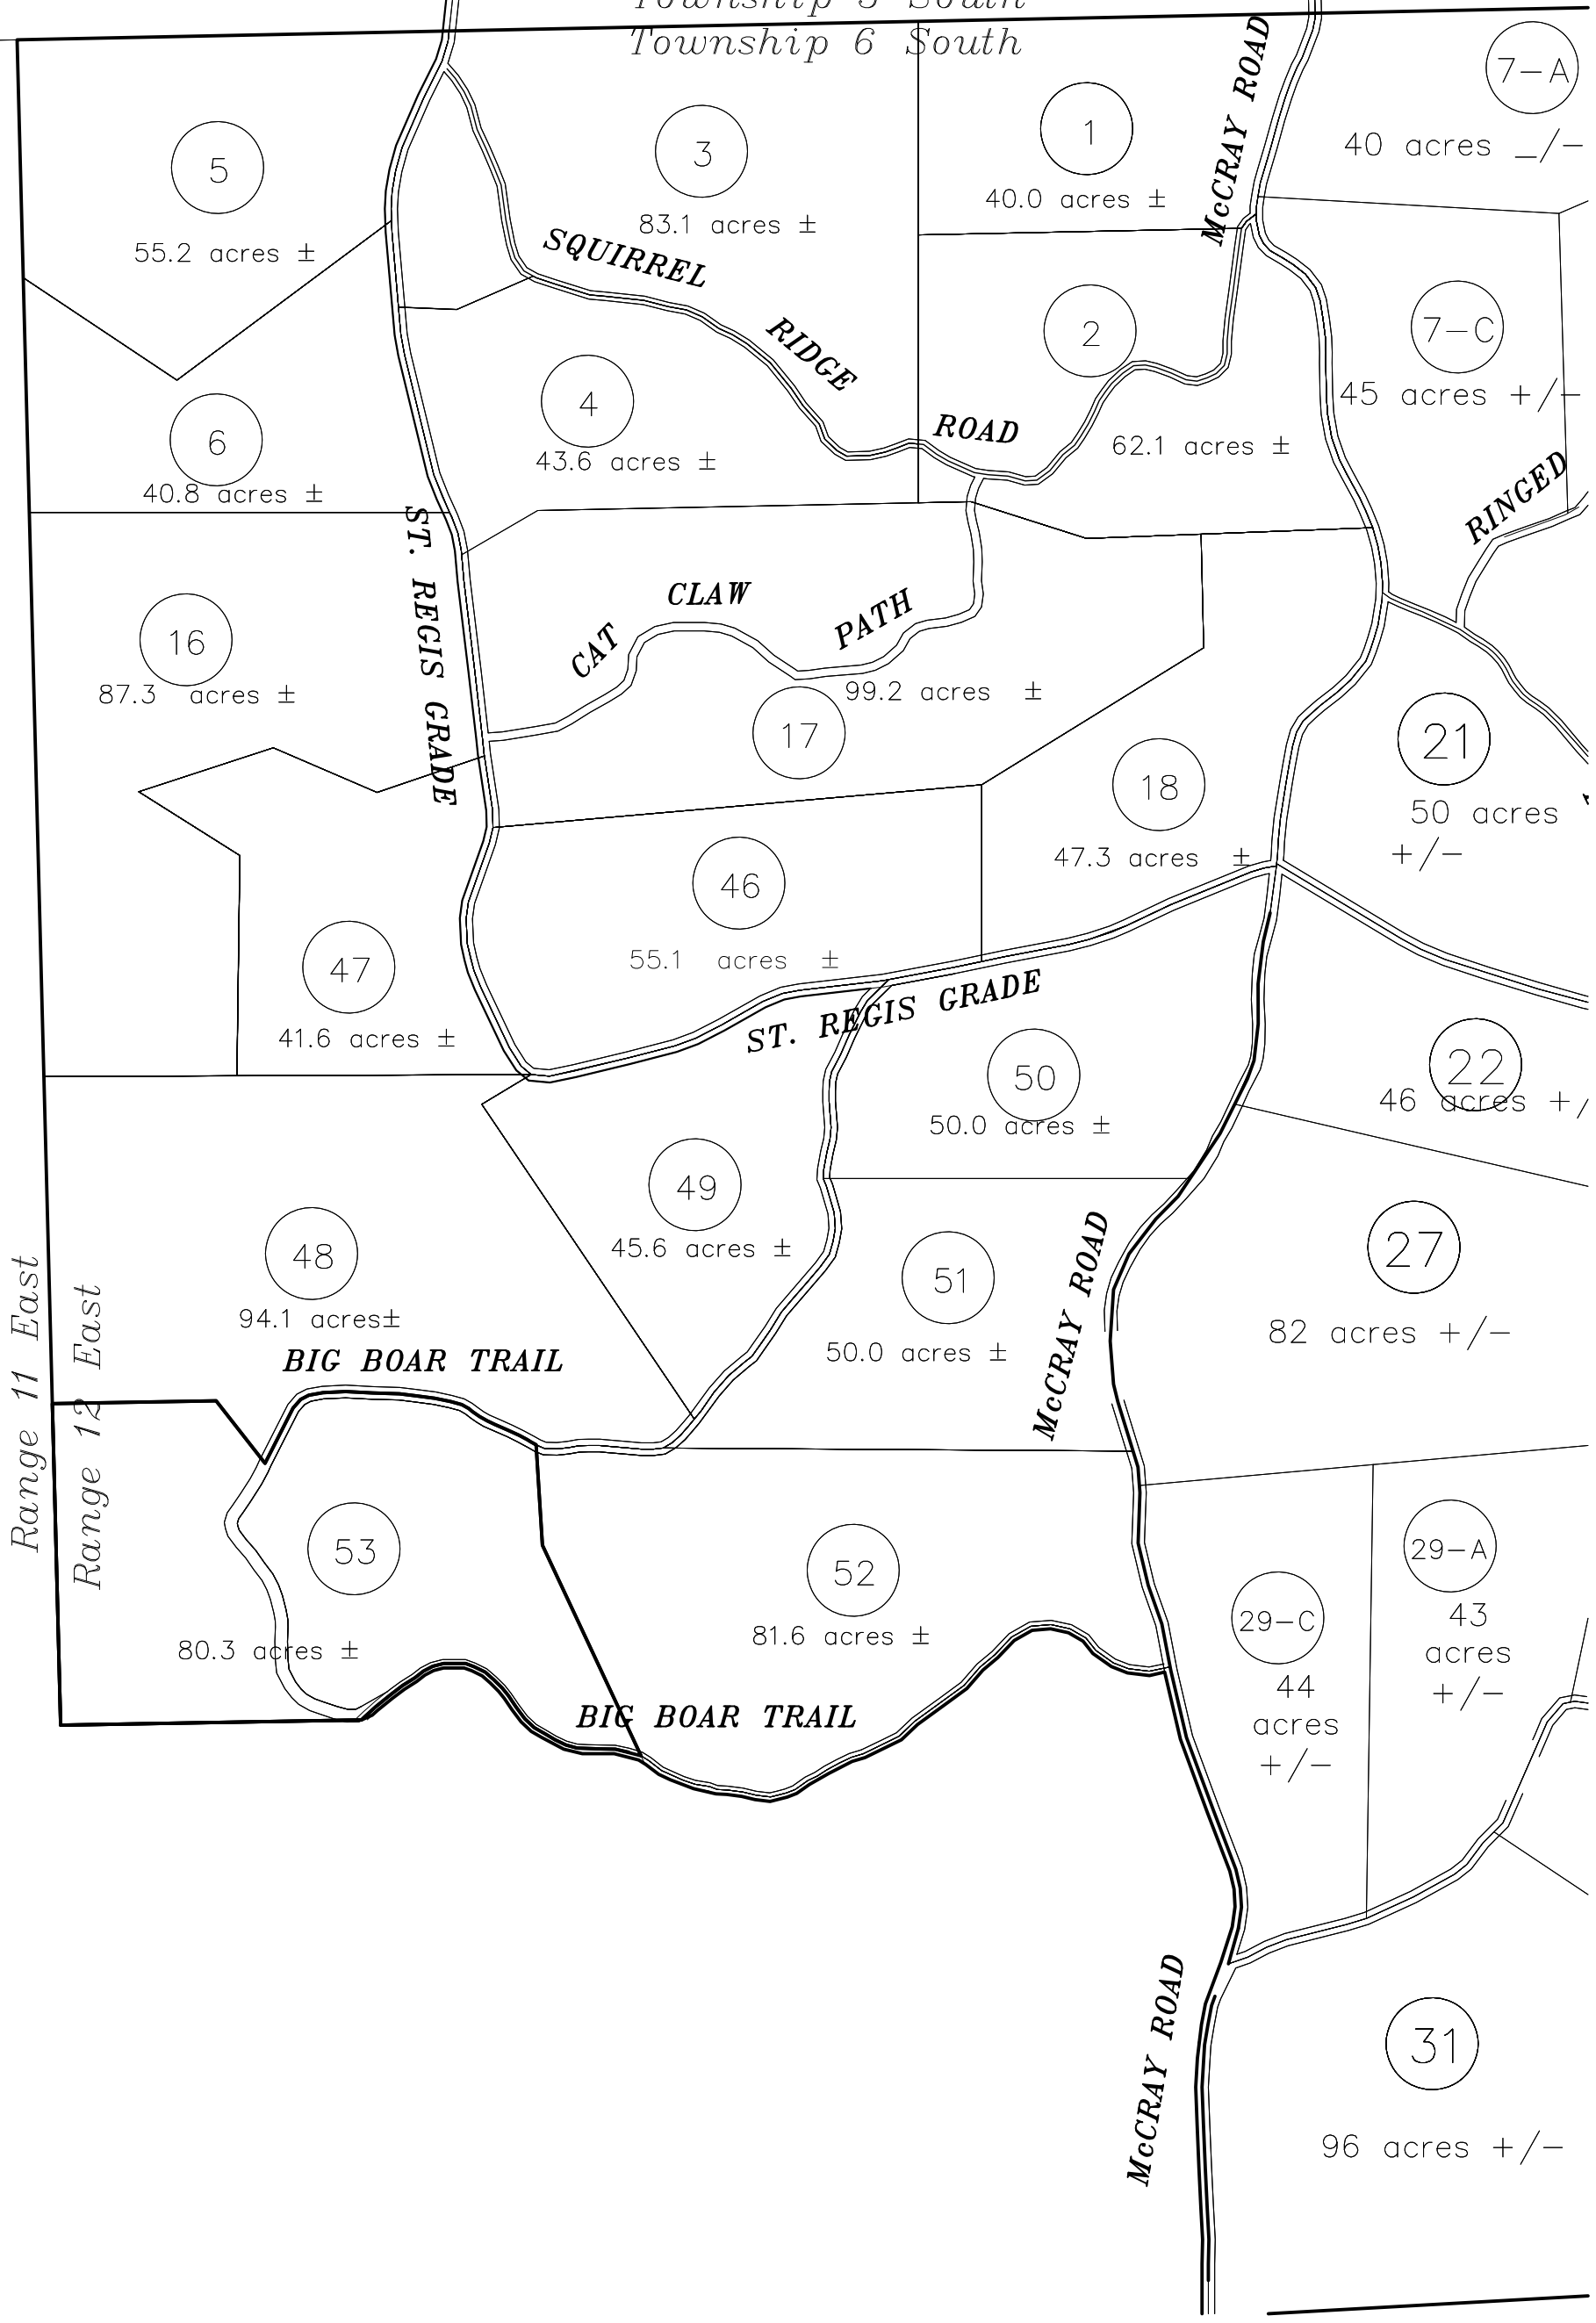 Township 5 South
Township 6 South
McCRAY ROAD
7-A
40 acres _/-
5
55.2 acres ±
3
83.1 acres ±
1
40.0 acres ±
SQUIRREL
RIDGE
ROAD
2
62.1 acres ±
7-C
45 acres +/-
4
43.6 acres ±
6
40.8 acres ±
RINGED
ST. REGIS GRADE
CAT
CLAW
PATH
16
87.3 acres ±
99.2 acres ±
17
18
47.3 acres ±
21
50 acres
+/-
46
55.1 acres ±
47
41.6 acres ±
ST. REGIS GRADE
50
50.0 acres ±
22
46 acres +/
49
45.6 acres ±
48
94.1 acres±
51
50.0 acres ±
McCRAY ROAD
27
82 acres +/-
Range 11 East
Range 12 East
BIG BOAR TRAIL
53
80.3 acres ±
52
81.6 acres ±
29-A
43
acres
+/-
29-C
44
acres
+/-
BIG BOAR TRAIL
McCRAY ROAD
31
96 acres +/-